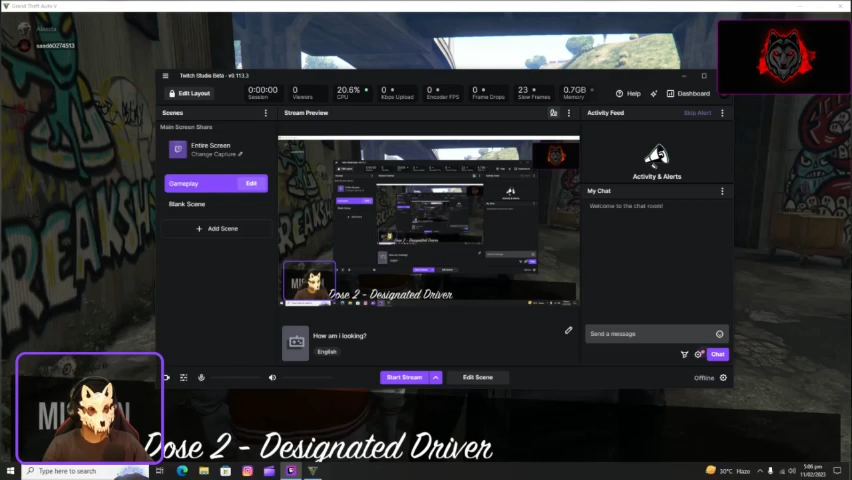 Grand Theft Auto V
saad60274513
Twitch Studio Beta - v0.113.3
Edit Layout
0:00:00
Session
0
Viewers
20.6%
CPU
0
Kbps Upload
0
Encoder FPS
0
Frame Drops
23
Slow Frames
0.7GB
Memory
Help
Dashboard
Scenes
Stream Preview
Activity Feed
Skip Alert
Main Screen Share
Entire Screen
Change Capture
Gameplay
Edit
Blank Scene
+ Add Scene
Activity & Alerts
My Chat
Welcome to the chat room!
Dose 2 - Designated Driver
How am i looking?
English
Send a message
Chat
Start Stream
Edit Scene
Offline
Dose 2 - Designated Driver
Type here to search
30°C Haze
5:06 pm
11/02/2023